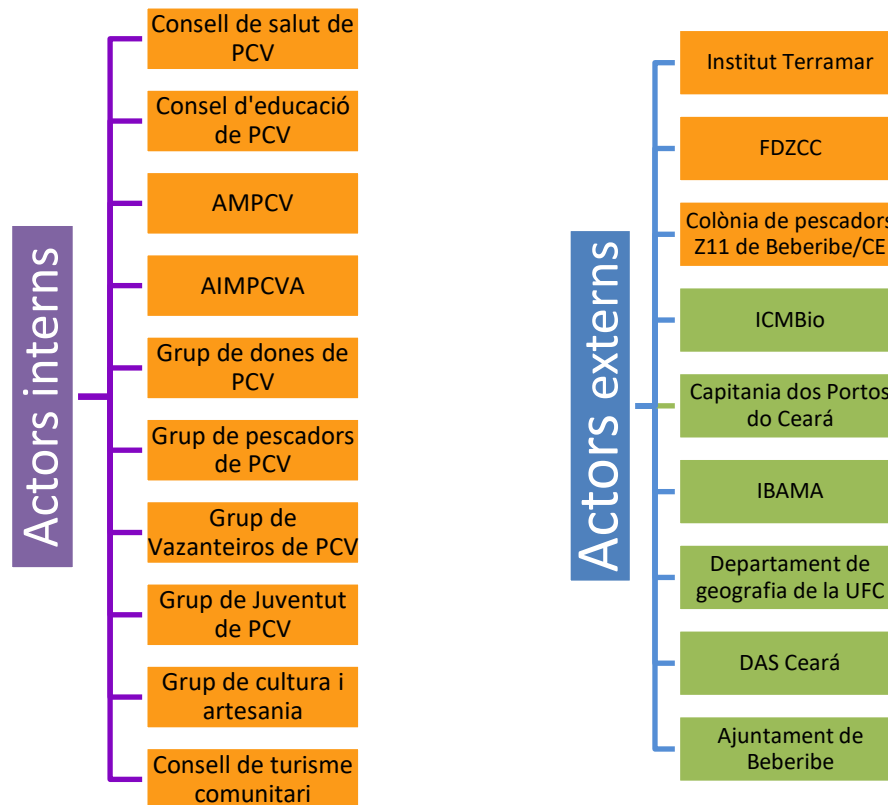 Actors interns
Consell de salut de
PCV
Consel d'educació
de PCV
AMPCV
AIMPCVA
Grup de dones de
PCV
Grup de pescadors
de PCV
Grup de
Vazanteiros de PCV
Grup de Juventut
de PCV
Grup de cultura i
artesania
Consell de turisme
comunitari
Actors externs
Institut Terramar
FDZCC
Colònia de pescadors
Z11 de Beberibe/CE
ICMBio
Capitania dos Portos
do Ceará
IBAMA
Departament de
geografia de la UFC
DAS Ceará
Ajuntament de
Beberibe